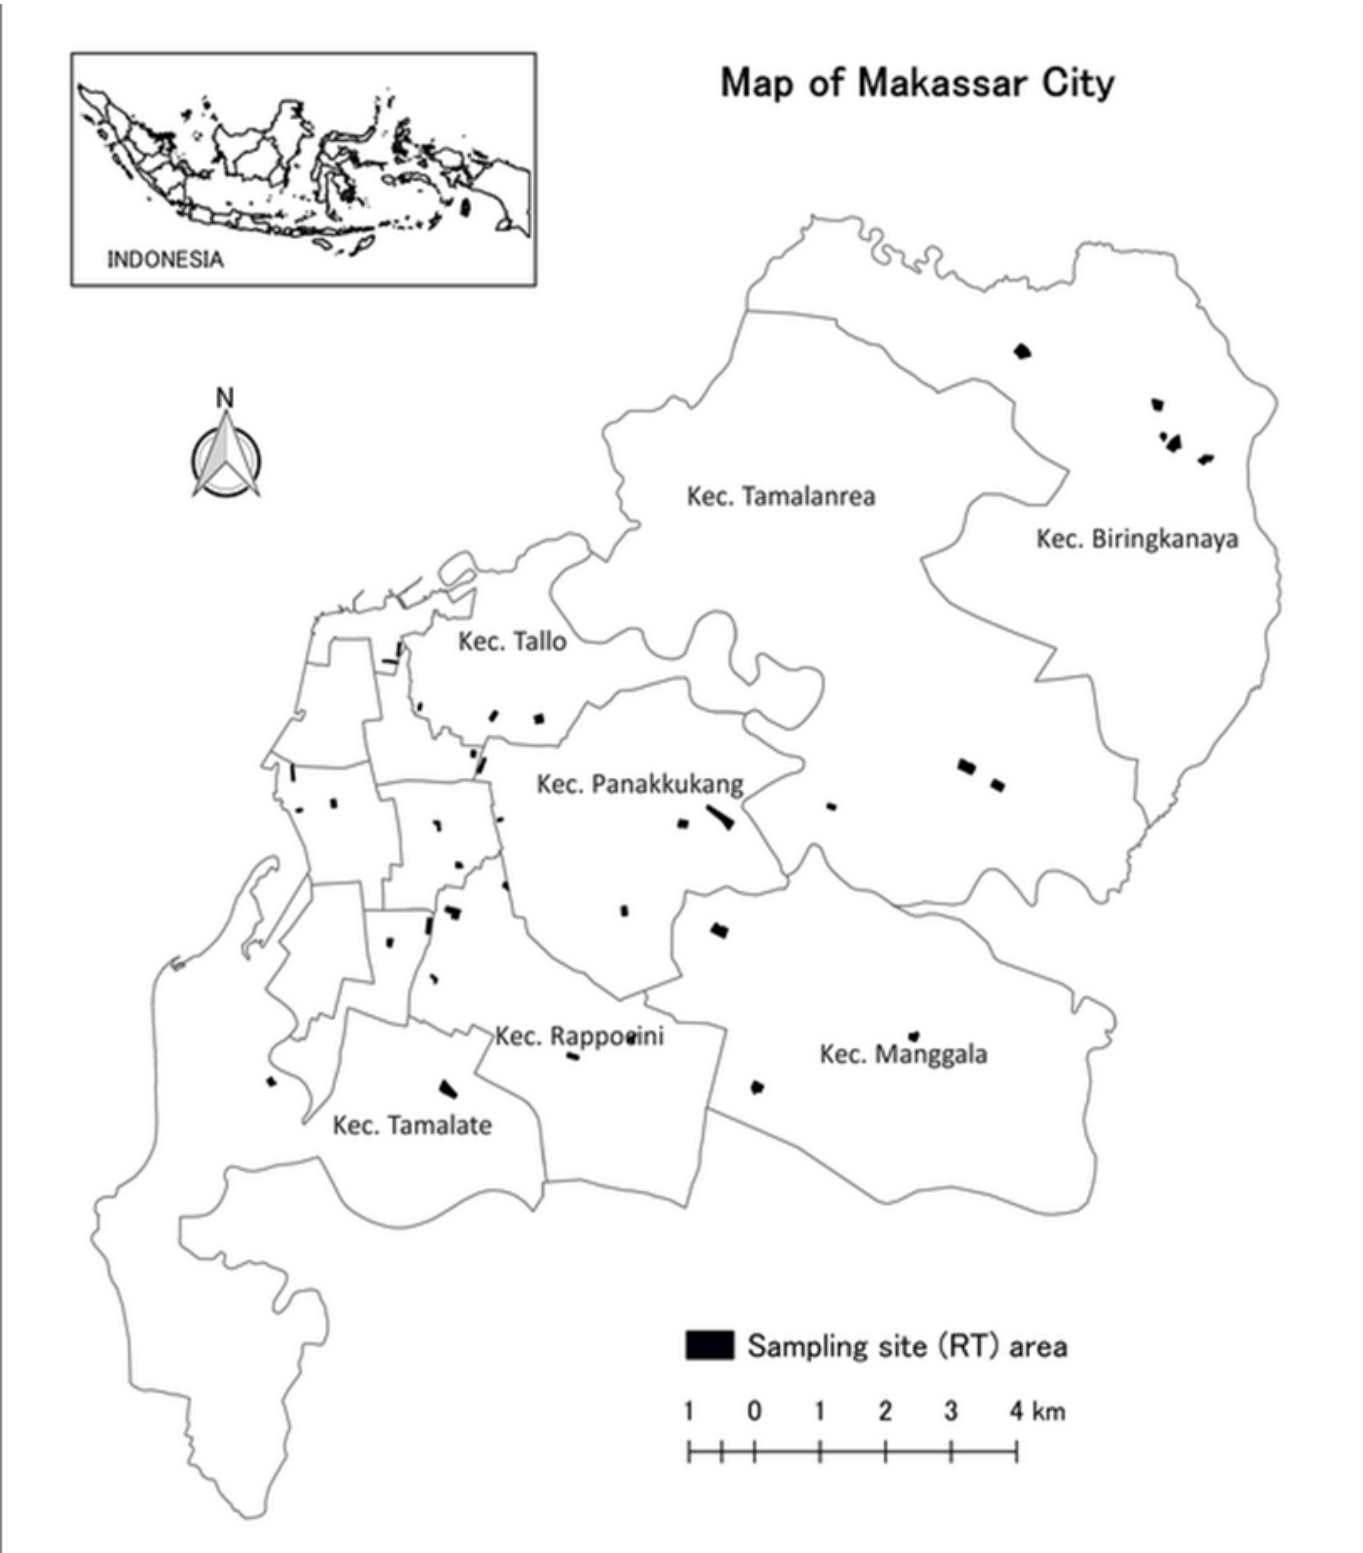 Map of Makassar City
INDONESIA
N
Kec. Tamalanrea
Kec. Biringkanaya
Kec. Tallo
Kec. Panakkukang
Kec. Rappocini
Kec. Manggala
Kec. Tamalate
Sampling site (RT) area
1 0 1 2 3 4 km